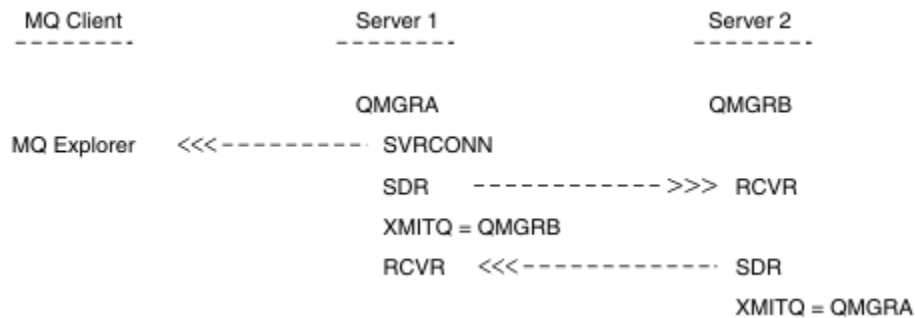 MQ Client Server 1 Server 2
QMGRA QMGRB
MQ Explorer <<<---------- SVRCONN
SDR ------------->>> RCVR
XMITQ = QMGRB
RCVR <<<------------- SDR
XMITQ = QMGRA